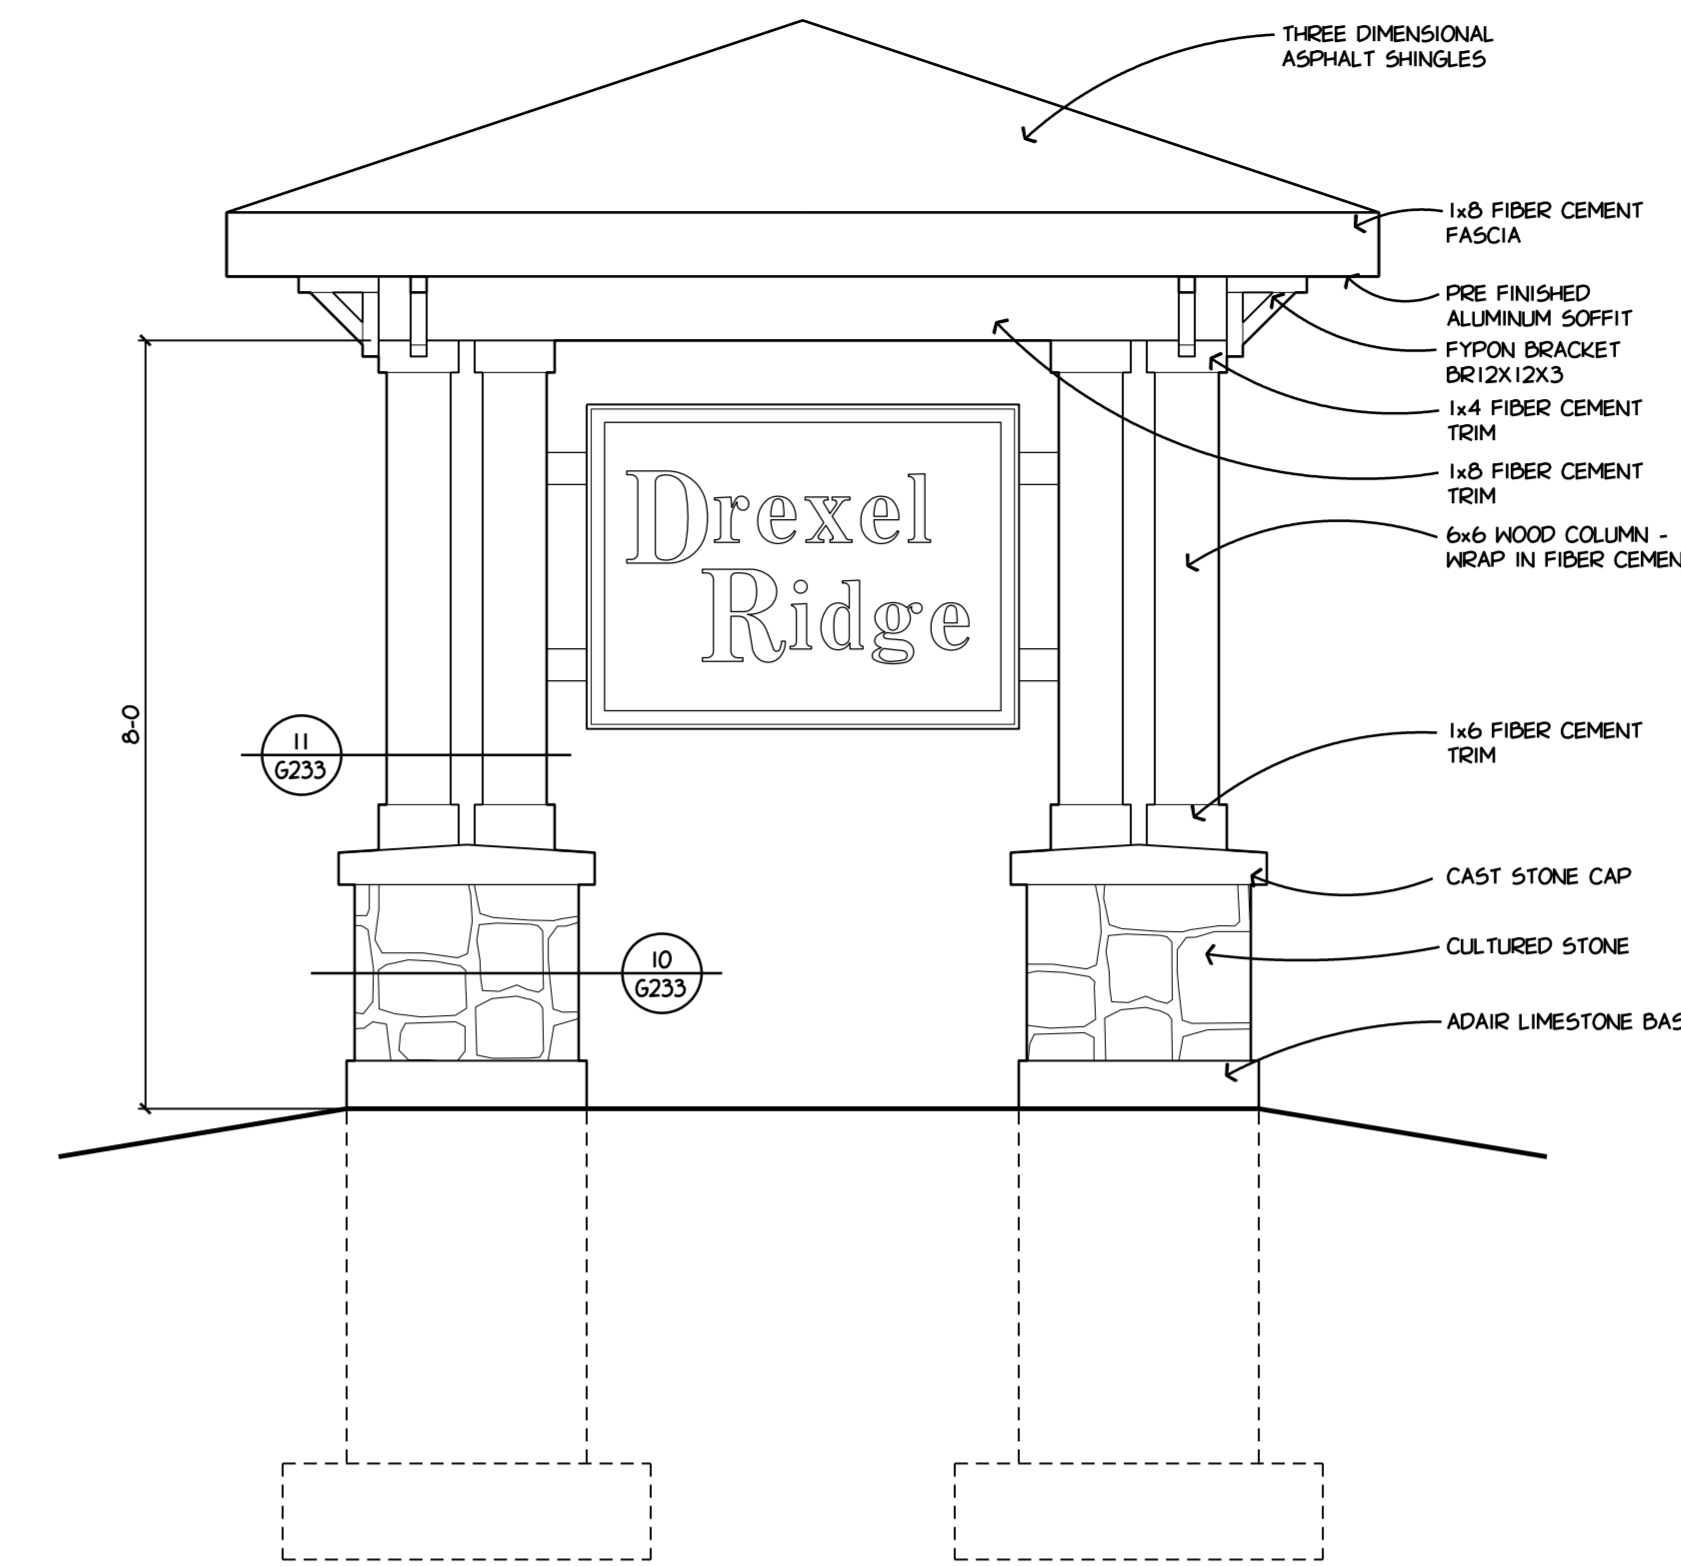 THREE DIMENSIONAL
ASPHALT SHINGLES
1x8 FIBER CEMENT
FASCIA
PRE FINISHED
ALUMINUM SOFFIT
FYPON BRACKET
BR12X12X3
1x4 FIBER CEMENT
TRIM
1x8 FIBER CEMENT
TRIM
6x6 WOOD COLUMN -
WRAP IN FIBER CEMEN
Drexel
Ridge
8-0
11
G233
1x6 FIBER CEMENT
TRIM
CAST STONE CAP
10
G233
CULTURED STONE
ADAIR LIMESTONE BAS